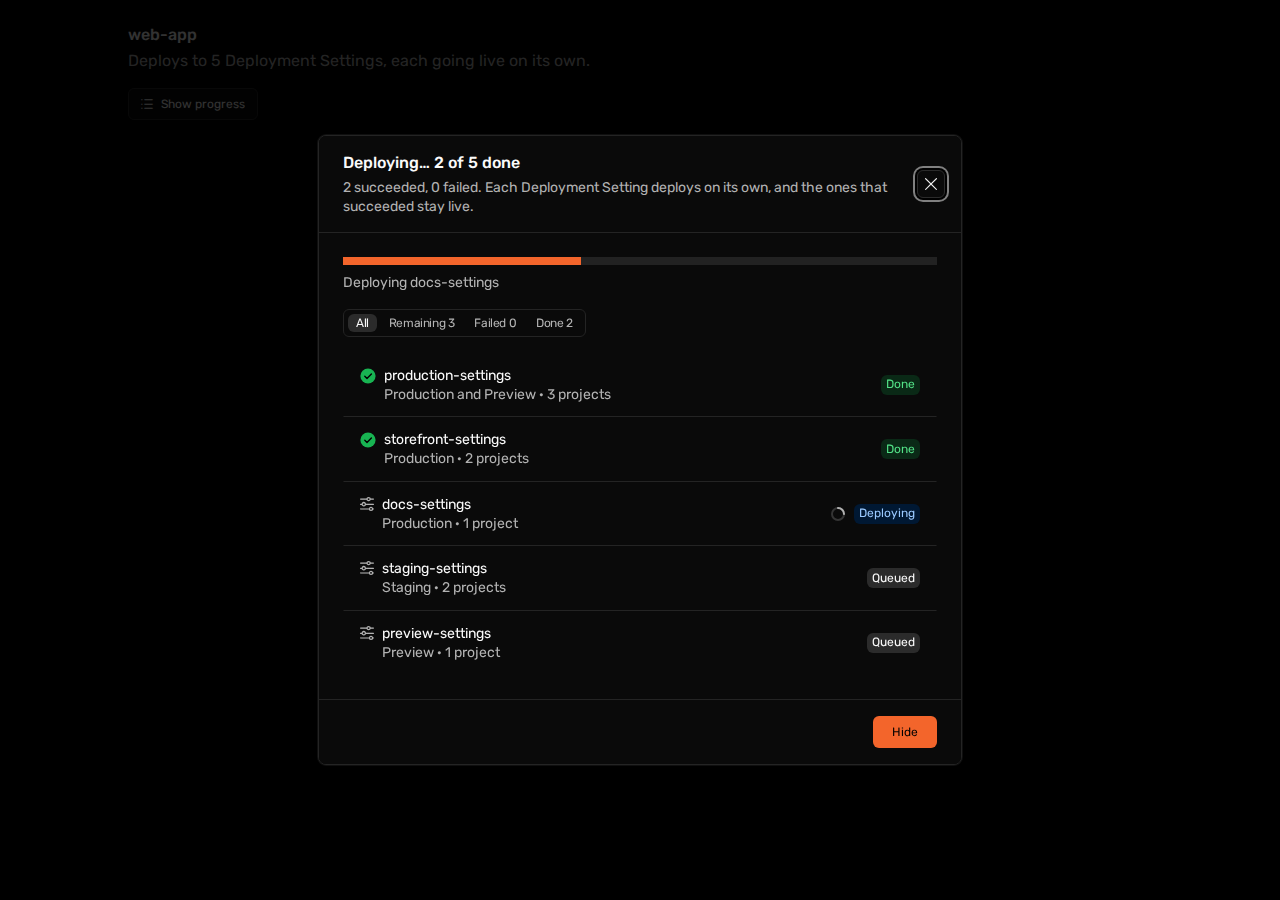 web-app
Deploys to 5 Deployment Settings, each going live on its own.
Show progress
Deploying... 2 of 5 done
2 succeeded, 0 failed. Each Deployment Setting deploys on its own, and the ones that
succeeded stay live.
Deploying docs-settings
All Remaining 3 Failed 0 Done 2
production-settings
Production and Preview • 3 projects
Done
storefront-settings
Production • 2 projects
Done
docs-settings
Production • 1 project
Deploying
staging-settings
Staging • 2 projects
Queued
preview-settings
Preview • 1 project
Queued
Hide